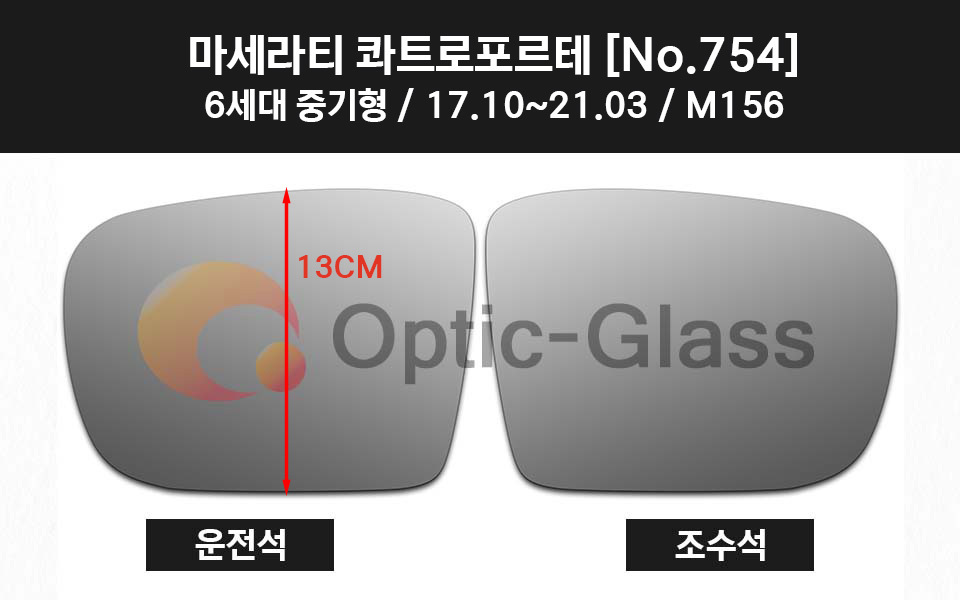 마세라티 콰트로포르테 [No.754]
6세대 중기형 / 17.10~21.03 / M156
13CM
Optic-Glass
운전석
조수석